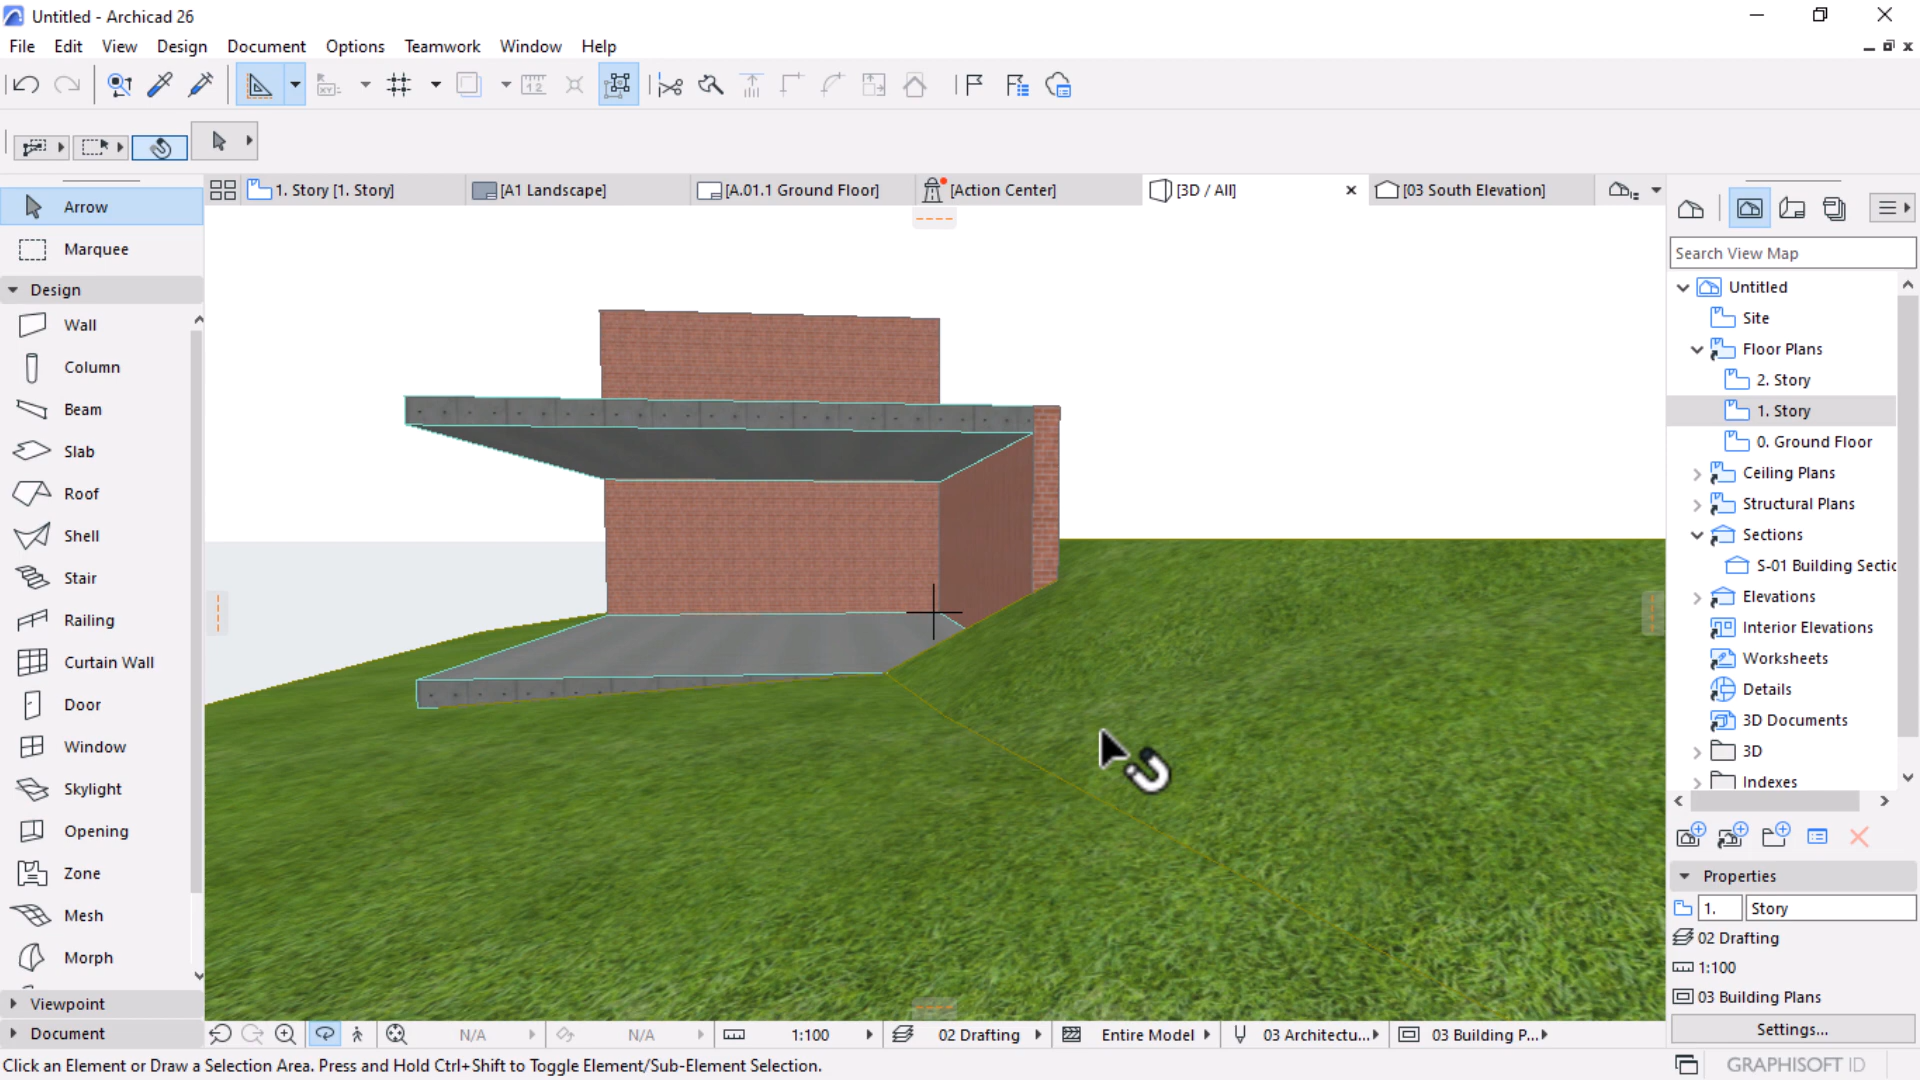 Untitled - Archicad 26
File Edit View Design Document Options Teamwork Window Help
1. Story [1. Story] [A1 Landscape] [A.01.1 Ground Floor] [Action Center] [3D / All] [03 South Elevation]
Arrow
Marquee
Design
Wall
Column
Beam
Slab
Roof
Shell
Stair
Railing
Curtain Wall
Door
Window
Skylight
Opening
Zone
Mesh
Morph
Viewpoint
Document
Search View Map
Untitled
Site
Floor Plans
2. Story
1. Story
0. Ground Floor
Ceiling Plans
Structural Plans
Sections
S-01 Building Sectic
Elevations
Interior Elevations
Worksheets
Details
3D Documents
3D
Indexes
Properties
1. Story
02 Drafting
1:100
03 Building Plans
Settings...
N/A N/A 1:100 02 Drafting Entire Model 03 Architectu... 03 Building P...
Click an Element or Draw a Selection Area. Press and Hold Ctrl+Shift to Toggle Element/Sub-Element Selection.
GRAPHISOFT ID